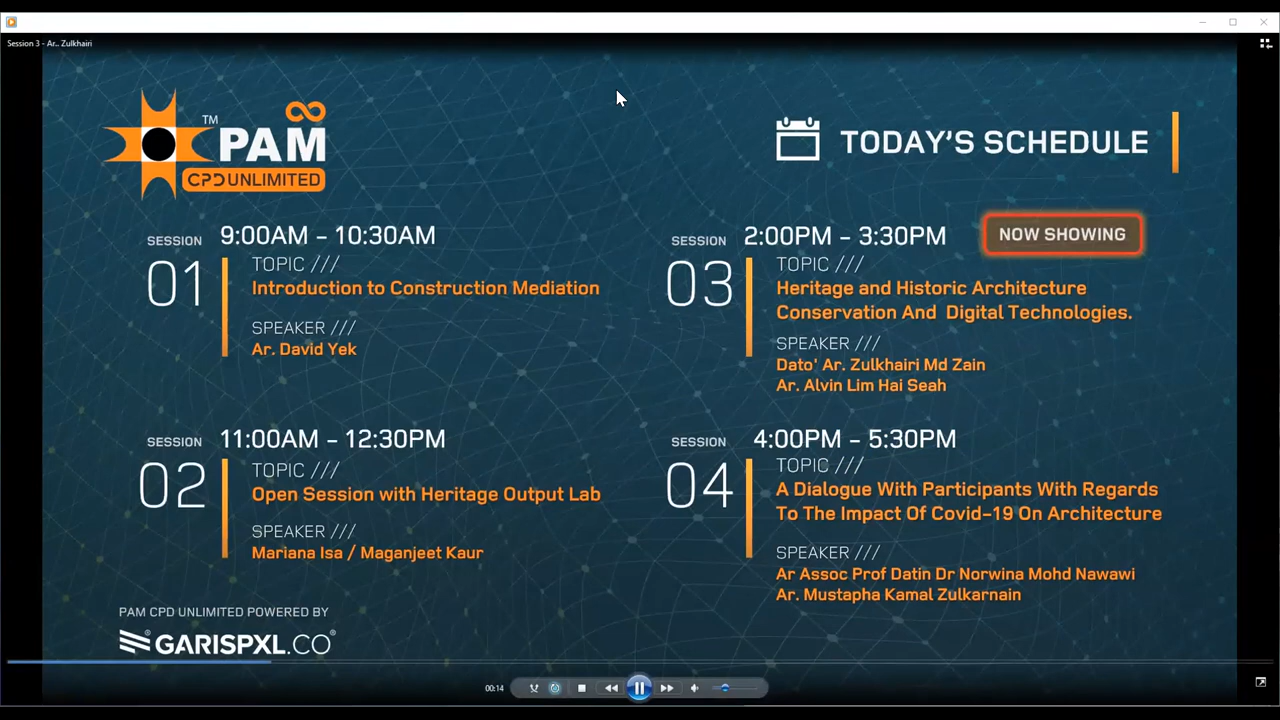 Session 3 - Ar.. Zulkhairi
TM
PAM
CPD UNLIMITED
TODAY'S SCHEDULE
SESSION
01
9:00AM - 10:30AM
TOPIC ///
Introduction to Construction Mediation
SPEAKER ///
Ar. David Yek
SESSION
02
11:00AM - 12:30PM
TOPIC ///
Open Session with Heritage Output Lab
SPEAKER ///
Mariana Isa / Maganjeet Kaur
SESSION
03
2:00PM - 3:30PM
NOW SHOWING
TOPIC ///
Heritage and Historic Architecture
Conservation And Digital Technologies.
SPEAKER ///
Dato' Ar. Zulkhairi Md Zain
Ar. Alvin Lim Hai Seah
SESSION
04
4:00PM - 5:30PM
TOPIC ///
A Dialogue With Participants With Regards
To The Impact Of Covid-19 On Architecture
SPEAKER ///
Ar Assoc Prof Datin Dr Norwina Mohd Nawawi
Ar. Mustapha Kamal Zulkarnain
PAM CPD UNLIMITED POWERED BY
GARISPXL.CO®
00:14